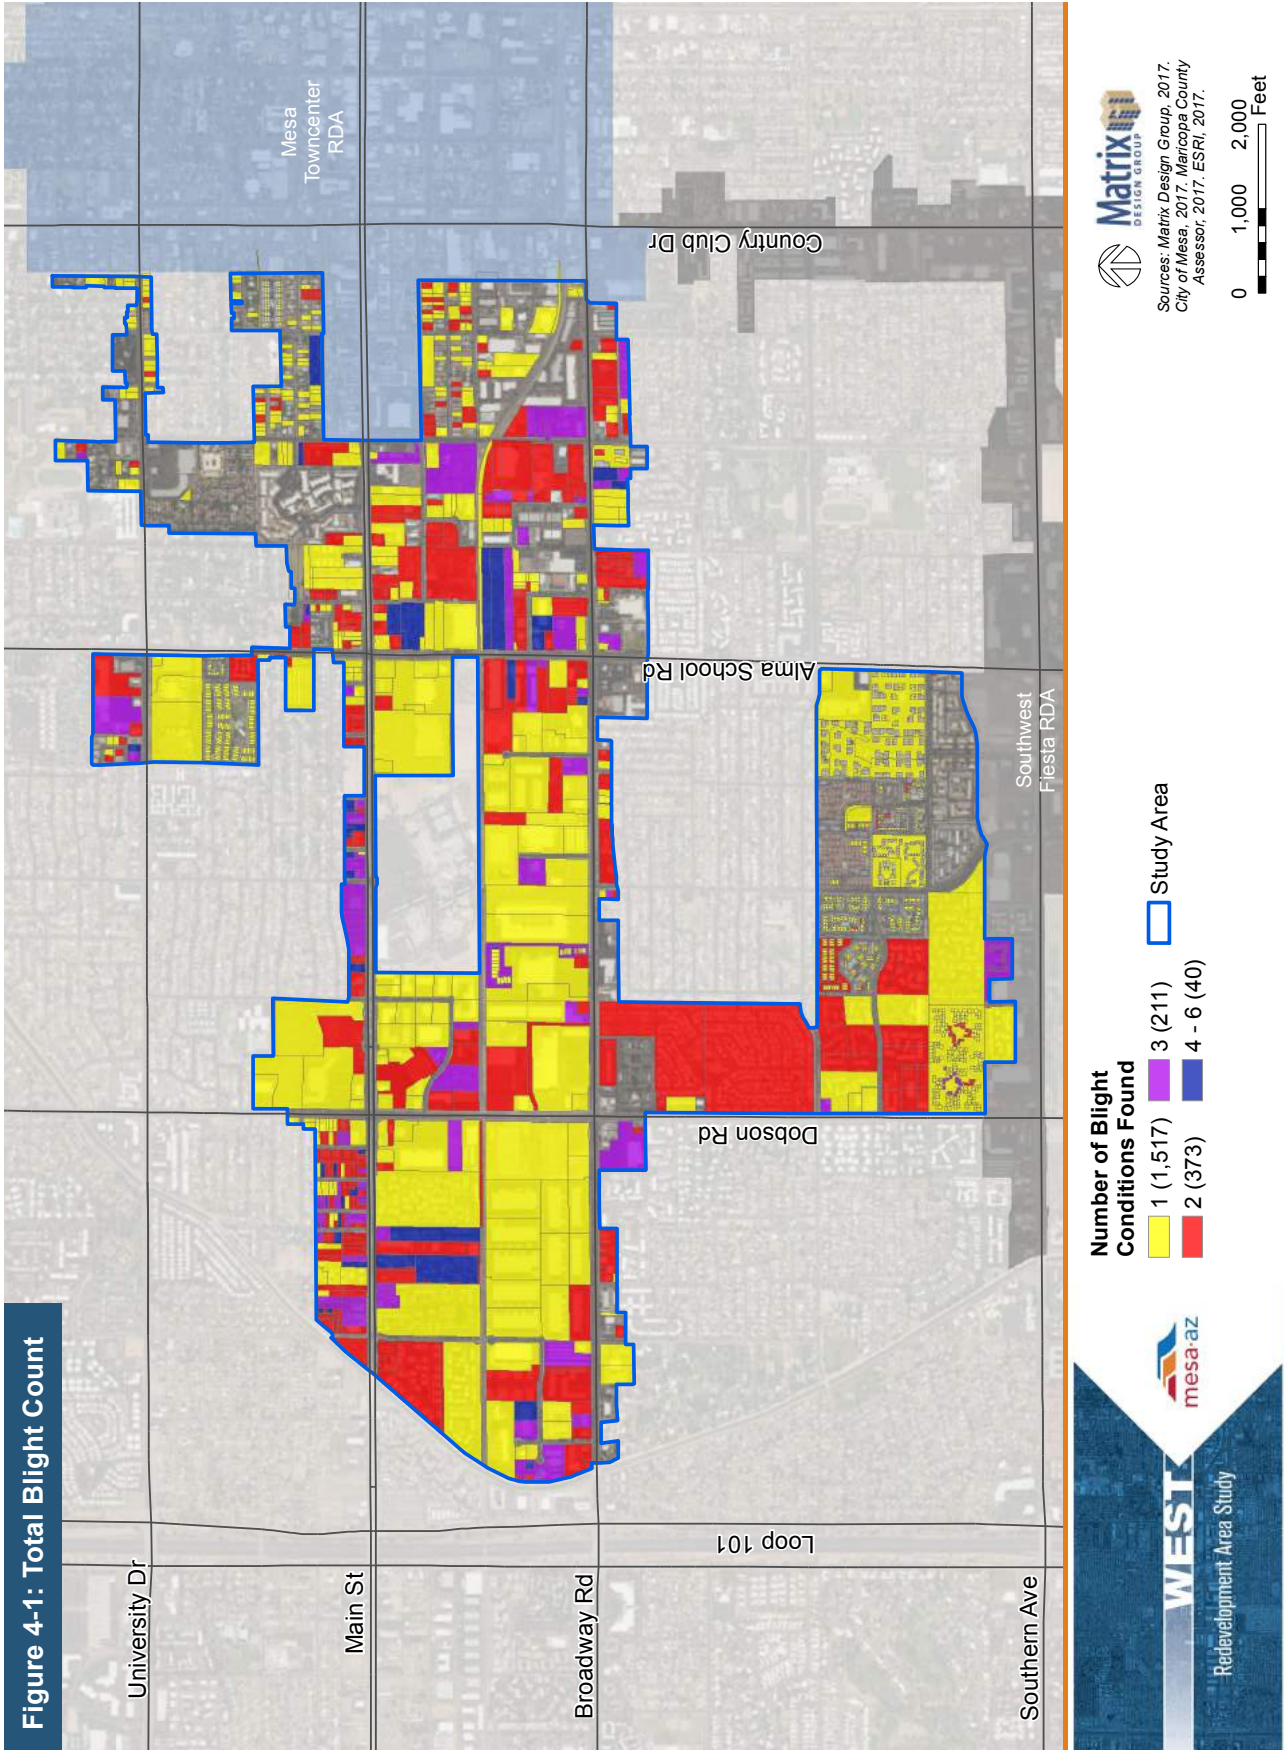 Figure 4-1: Total Blight Count
Mesa
Towncenter
RDA
University Dr
Main St
Broadway Rd
Southern Ave
Loop 101
Dobson Rd
Alma School Rd
Country Club Dr
Southwest
Fiesta RDA
WEST
Redevelopment Area Study
mesa·az
Number of Blight
Conditions Found
1 (1,517)
2 (373)
3 (211)
4 - 6 (40)
Study Area
Matrix
DESIGN GROUP
Sources: Matrix Design Group, 2017.
City of Mesa, 2017. Maricopa County
Assessor, 2017. ESRI, 2017.
0 1,000 2,000
Feet